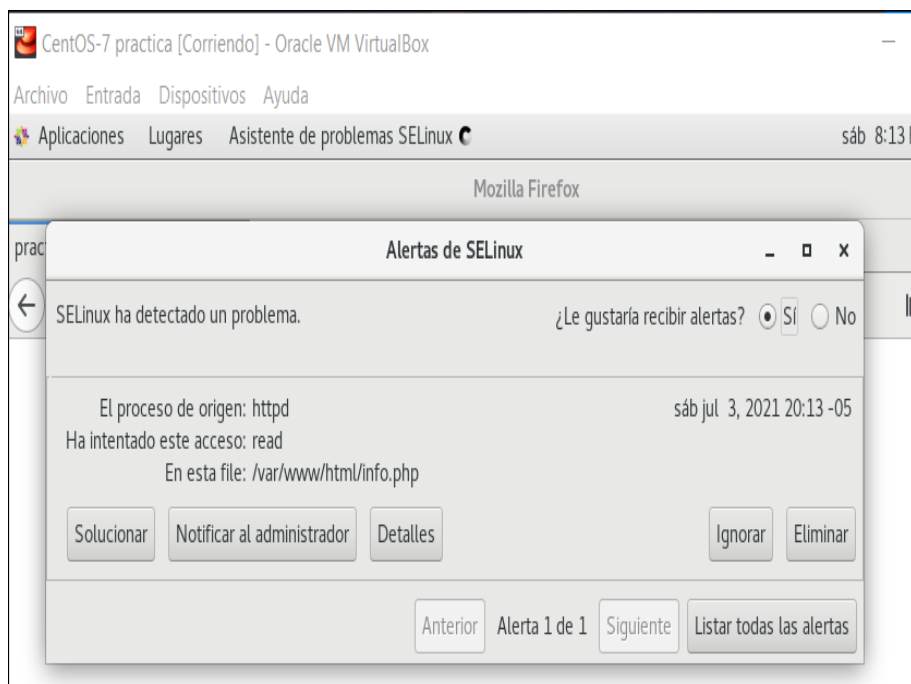 CentOS-7 practica [Corriendo] - Oracle VM VirtualBox
Archivo Entrada Dispositivos Ayuda
Aplicaciones Lugares Asistente de problemas SELinux sáb 8:13
Mozilla Firefox
prac
Alertas de SELinux
SELinux ha detectado un problema. ¿Le gustaría recibir alertas? Sí No
El proceso de origen: httpd sáb jul 3, 2021 20:13 -05
Ha intentado este acceso: read
En esta file: /var/www/html/info.php
Solucionar Notificar al administrador Detalles Ignorar Eliminar
Anterior Alerta 1 de 1 Siguiente Listar todas las alertas